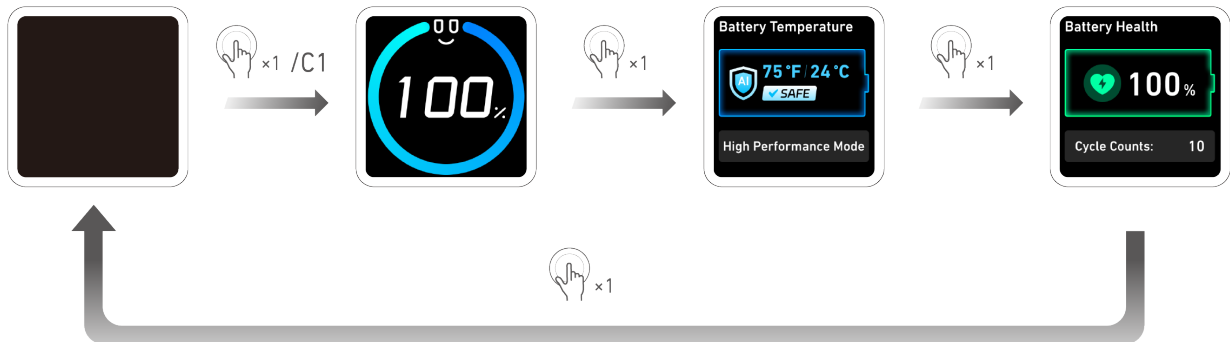 ×1 /C1
100%
×1
Battery Temperature
AI
75 °F 24 °C
SAFE
High Performance Mode
×1
Battery Health
100%
Cycle Counts: 10
×1